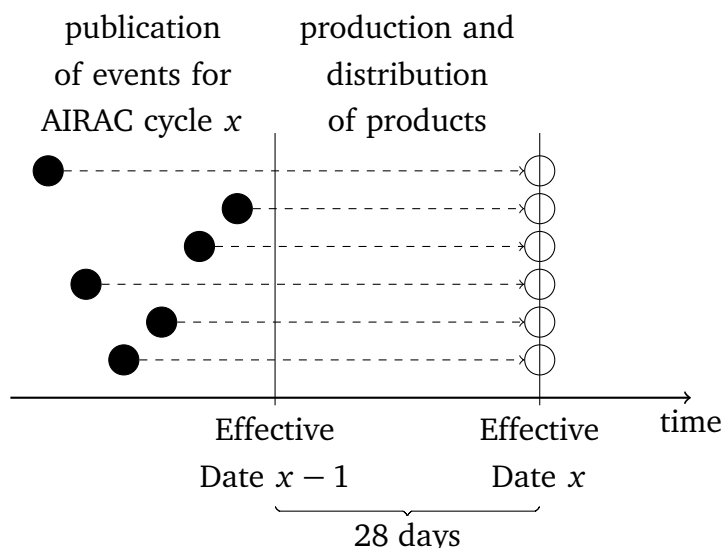 publication
of events for
AIRAC cycle x
production and
distribution
of products
time
Effective
Date x − 1
Effective
Date x
28 days